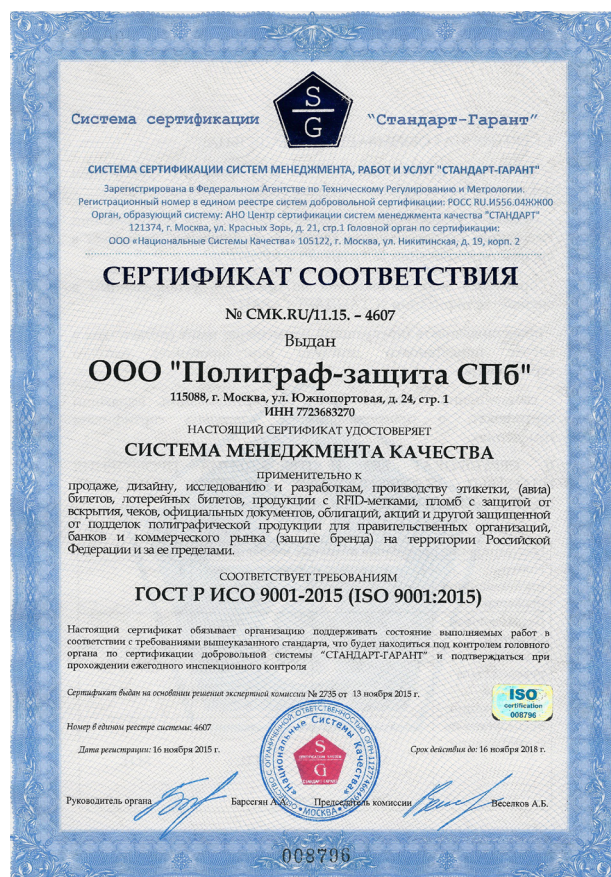 Система сертификации
S
G
"Стандарт-Гарант"
СИСТЕМА СЕРТИФИКАЦИИ СИСТЕМ МЕНЕДЖМЕНТА, РАБОТ И УСЛУГ "СТАНДАРТ-ГАРАНТ"
Зарегистрирована в Федеральном Агентстве по Техническому Регулированию и Метрологии.
Регистрационный номер в едином реестре систем добровольной сертификации: РОСС RU.И556.04ЖЖ00
Орган, образующий систему: АНО Центр сертификации систем менеджмента качества "СТАНДАРТ"
121374, г. Москва, ул. Красных Зорь, д. 21, стр.1 Головной орган по сертификации:
ООО «Национальные Системы Качества» 105122, г. Москва, ул. Никитинская, д. 19, корп. 2
СЕРТИФИКАТ СООТВЕТСТВИЯ
№ СМК.RU/11.15. – 4607
Выдан
ООО "Полиграф-защита СПб"
115088, г. Москва, ул. Южнопортовая, д. 24, стр. 1
ИНН 7723683270
НАСТОЯЩИЙ СЕРТИФИКАТ УДОСТОВЕРЯЕТ
СИСТЕМА МЕНЕДЖМЕНТА КАЧЕСТВА
применительно к
продаже, дизайну, исследованию и разработкам, производству этикетки, (авиа)
билетов, лотерейных билетов, продукции с RFID-метками, пломб с защитой от
вскрытия, чеков, официальных документов, облигаций, акций и другой защищенной
от подделок полиграфической продукции для правительственных организаций,
банков и коммерческого рынка (защите бренда) на территории Российской
Федерации и за ее пределами.
СООТВЕТСТВУЕТ ТРЕБОВАНИЯМ
ГОСТ Р ИСО 9001-2015 (ISO 9001:2015)
Настоящий сертификат обязывает организацию поддерживать состояние выполняемых работ в
соответствии с требованиями вышеуказанного стандарта, что будет находиться под контролем головного
органа по сертификации добровольной системы "СТАНДАРТ-ГАРАНТ" и подтверждаться при
прохождении ежегодного инспекционного контроля
Сертификат выдан на основании решения экспертной комиссии № 2735 от 13 ноября 2015 г.
ISO
certification
008796
Номер в едином реестре системы: 4607
Дата регистрации: 16 ноября 2015 г.
Срок действия до: 16 ноября 2018 г.
«Национальные Системы Качества»
S
G
СТАНДАРТ-ГАРАНТ
МОСКВА
Руководитель органа
Барсегян А.А.
Председатель комиссии
Веселков А.Б.
008796